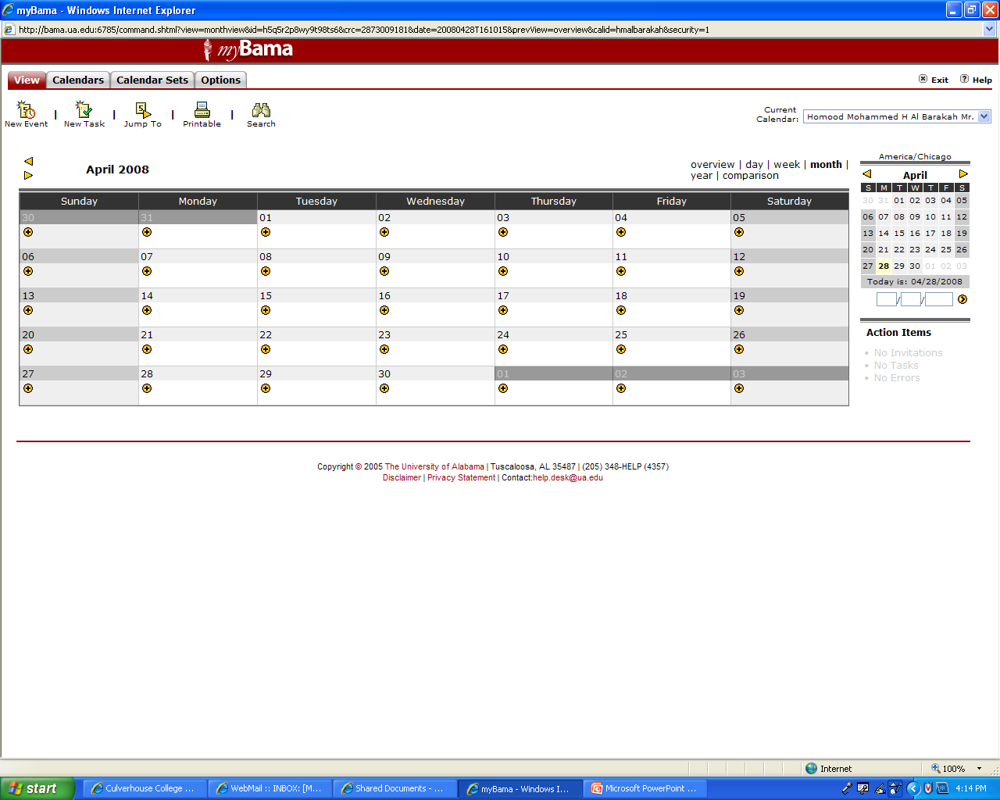 myBama - Windows Internet Explorer
http://bama.ua.edu:6785/command.shtml?view=monthview&id=h5q5r2p8wy9t98ts6&crc=2873009181&date=20080428T161015&prevView=overview&calid=hmalbarakah&security=1
myBama
View Calendars Calendar Sets Options Exit Help
New Event | New Task | Jump To | Printable | Search
Current Calendar: Homood Mohammed H Al Barakah Mr.
April 2008
overview | day | week | month |
year | comparison
Sunday Monday Tuesday Wednesday Thursday Friday Saturday
30 31 01 02 03 04 05
06 07 08 09 10 11 12
13 14 15 16 17 18 19
20 21 22 23 24 25 26
27 28 29 30 01 02 03
America/Chicago
April
S M T W T F S
30 31 01 02 03 04 05
06 07 08 09 10 11 12
13 14 15 16 17 18 19
20 21 22 23 24 25 26
27 28 29 30 01 02 03
Today is: 04/28/2008
/ /
Action Items
• No Invitations
• No Tasks
• No Errors
Copyright © 2005 The University of Alabama | Tuscaloosa, AL 35487 | (205) 348-HELP (4357)
Disclaimer | Privacy Statement | Contact:help.desk@ua.edu
Internet 100%
start Culverhouse College ... WebMail :: INBOX: [M... Shared Documents - ... myBama - Windows I... Microsoft PowerPoint ... 4:14 PM